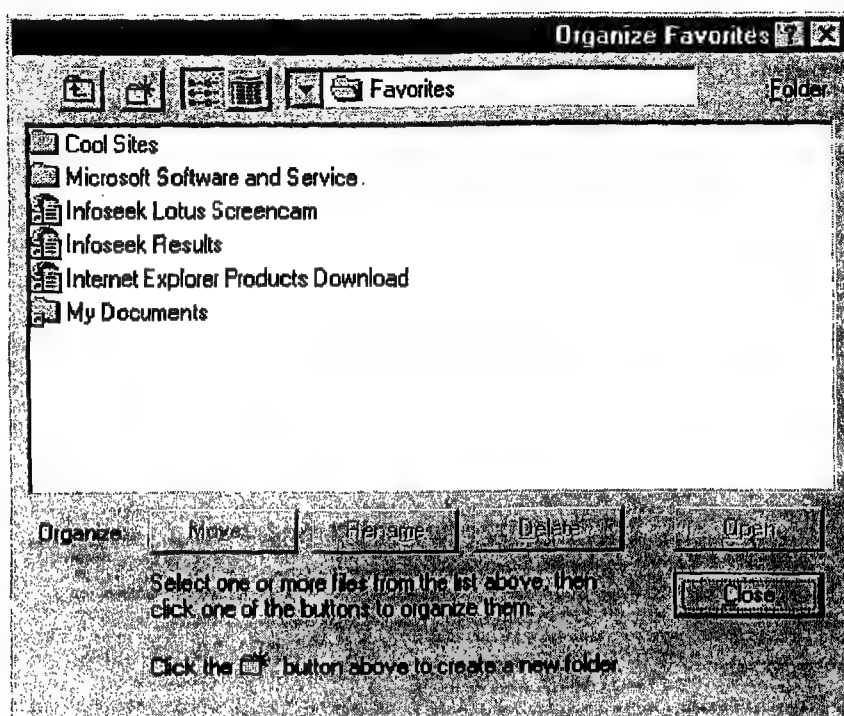 Organize Favorites
Favorites
Folder
Cool Sites
Microsoft Software and Service.
Infoseek Lotus Screencam
Infoseek Results
Internet Explorer Products Download
My Documents
Organize: Move... Rename Delete Open
Select one or more files from the list above, then
click one of the buttons to organize them. Close
Click the button above to create a new folder.